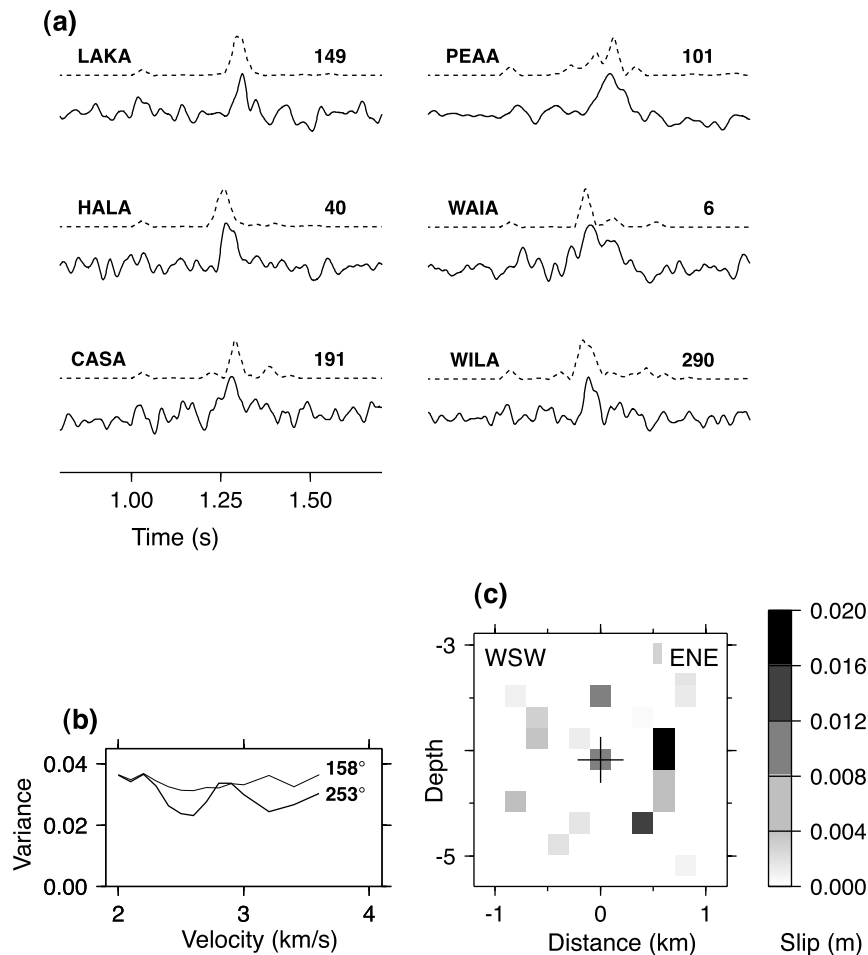 (a)
LAKA 149
PEAA 101
HALA 40
WAIA 6
CASA 191
WILA 290
1.00 1.25 1.50
Time (s)
(b)
0.04
0.02
0.00
Variance
158°
253°
2 3 4
Velocity (km/s)
(c)
WSW ENE
-3
-5
Depth
-1 0 1
Distance (km)
0.020
0.016
0.012
0.008
0.004
0.000
Slip (m)